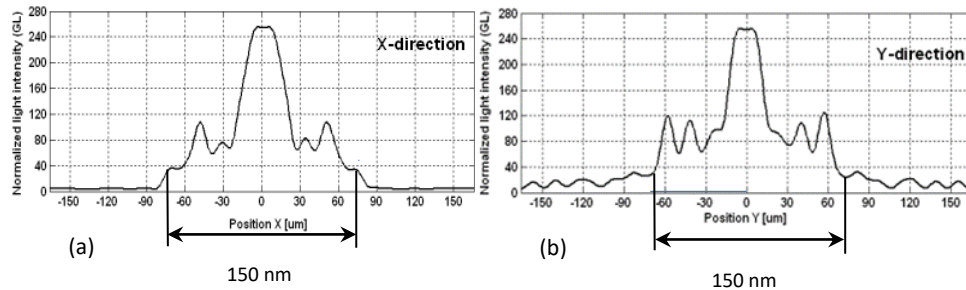 Normalized light intensity (GL)
280
240
200
160
120
80
40
0
X-direction
-150 -120 -90 -60 -30 0 30 60 90 120 150
Position X [um]
(a)
150 nm
Normalized light intensity (GL)
280
240
200
160
120
80
40
0
Y-direction
-150 -120 -90 -60 -30 0 30 60 90 120 150
Position Y [um]
(b)
150 nm